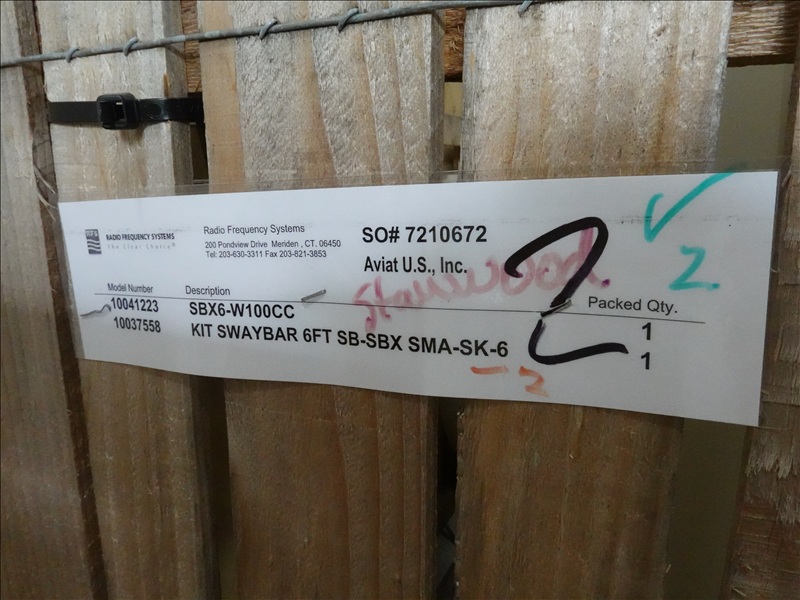 RFS
RADIO FREQUENCY SYSTEMS
The Clear Choice®
Radio Frequency Systems
200 Pondview Drive Meriden , CT. 06450
Tel: 203-630-3311 Fax 203-821-3853
SO# 7210672
Aviat U.S., Inc.
2
✓
2
Model Number Description Packed Qty.
10041223 SBX6-W100CC 1
10037558 KIT SWAYBAR 6FT SB-SBX SMA-SK-6 1
- 2